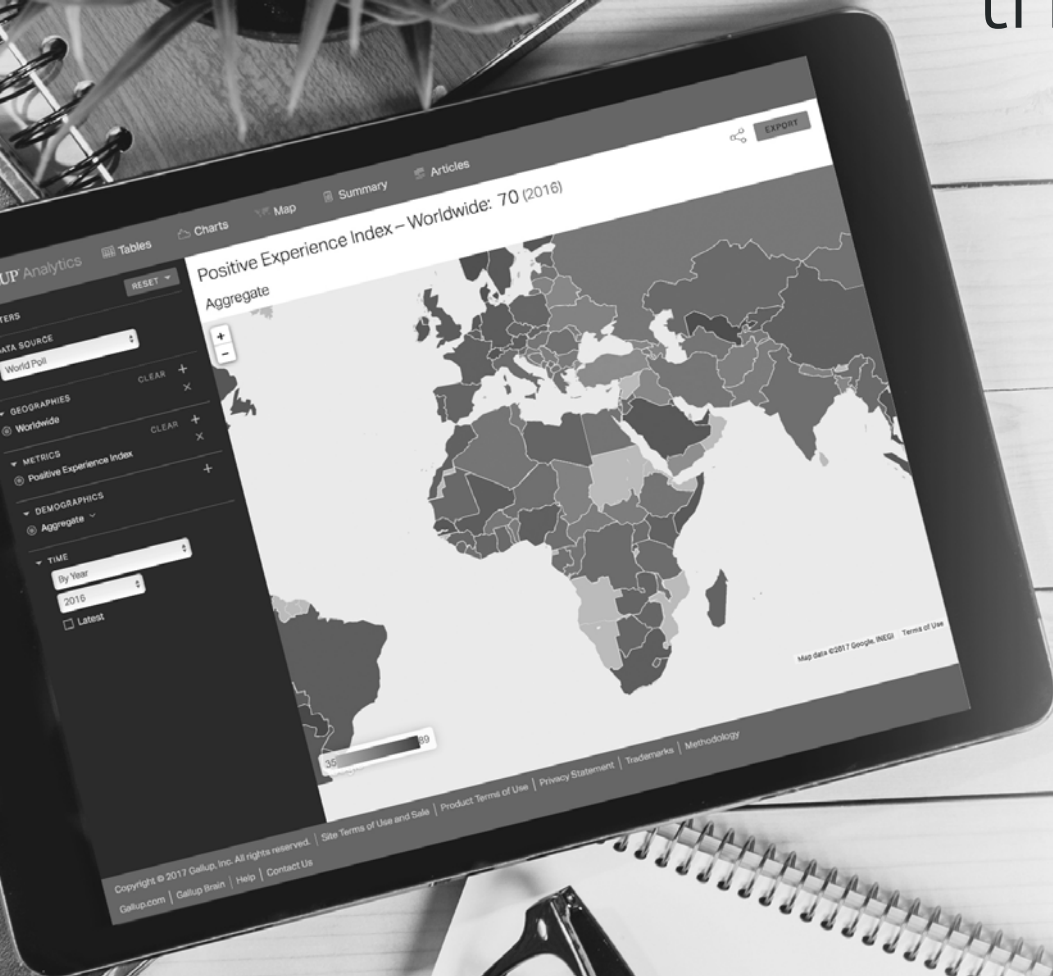 Tables
Charts
Map
Summary
Articles
UP Analytics
RESET
EXPORT
Positive Experience Index – Worldwide: 70 (2016)
Aggregate
TERS
ATA SOURCE
World Poll
CLEAR +
GEOGRAPHIES
Worldwide
CLEAR +
METRICS
Positive Experience Index
DEMOGRAPHICS
Aggregate
TIME
By Year
2016
Latest
+
−
35 89
Map data ©2017 Google, INEGI Terms of Use
Copyright © 2017 Gallup, Inc. All rights reserved. | Site Terms of Use and Sale | Product Terms of Use | Privacy Statement | Trademarks | Methodology
Gallup.com | Gallup Brain | Help | Contact Us